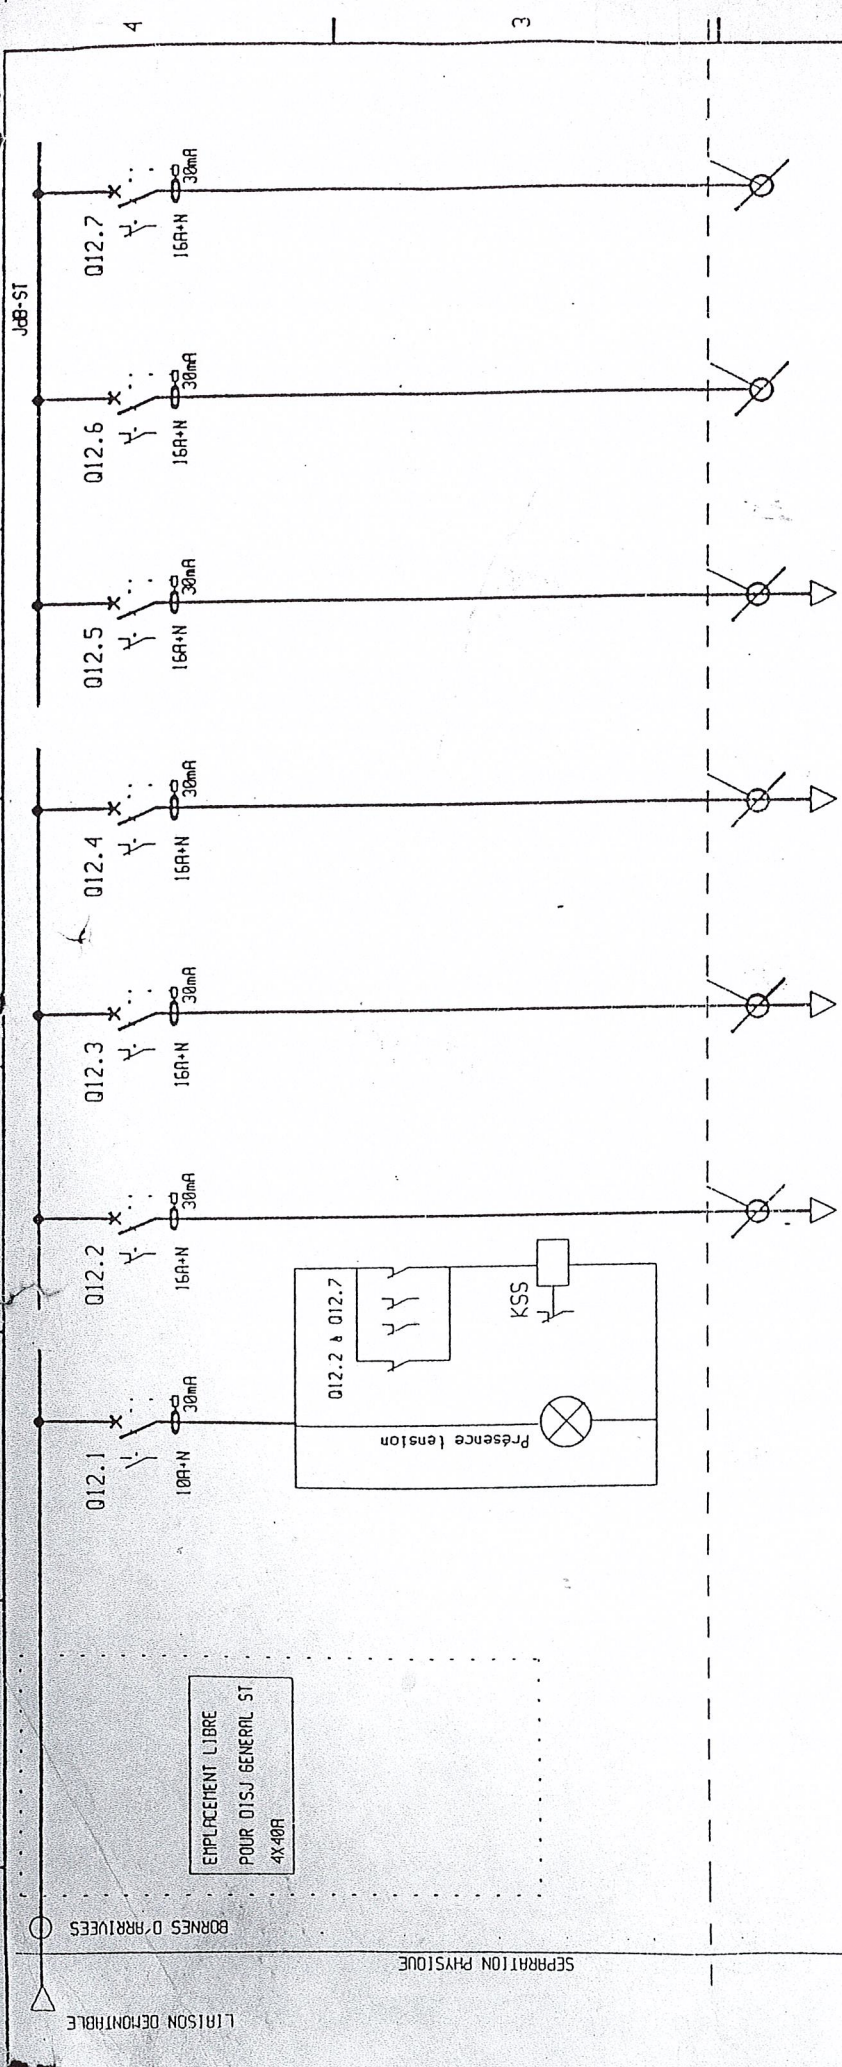 4
3
JdB-ST
Q12.7
16A+N
30mA
Q12.6
16A+N
30mA
Q12.5
16A+N
30mA
Q12.4
16A+N
30mA
Q12.3
16A+N
30mA
Q12.2
16A+N
30mA
Q12.1
10A+N
30mA
Q12.2 à Q12.7
KSS
Présence tension
EMPLACEMENT LIBRE
POUR DISJ GENERAL ST
4X40A
BORNES D'ARRIVEES
SEPARATION PHYSIQUE
LIAISON DEMONTABLE